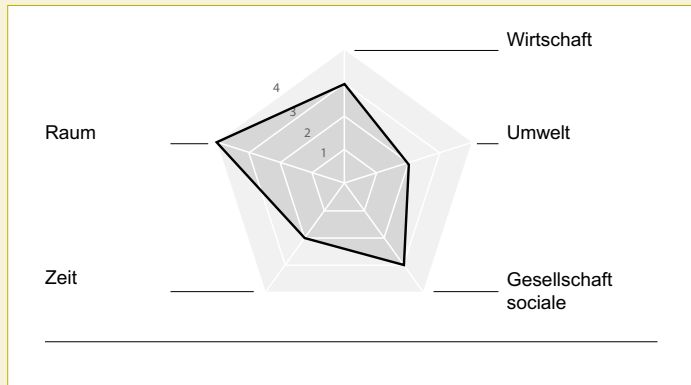 Wirtschaft
4
3
Raum
2
Umwelt
1
Zeit
Gesellschaft
sociale